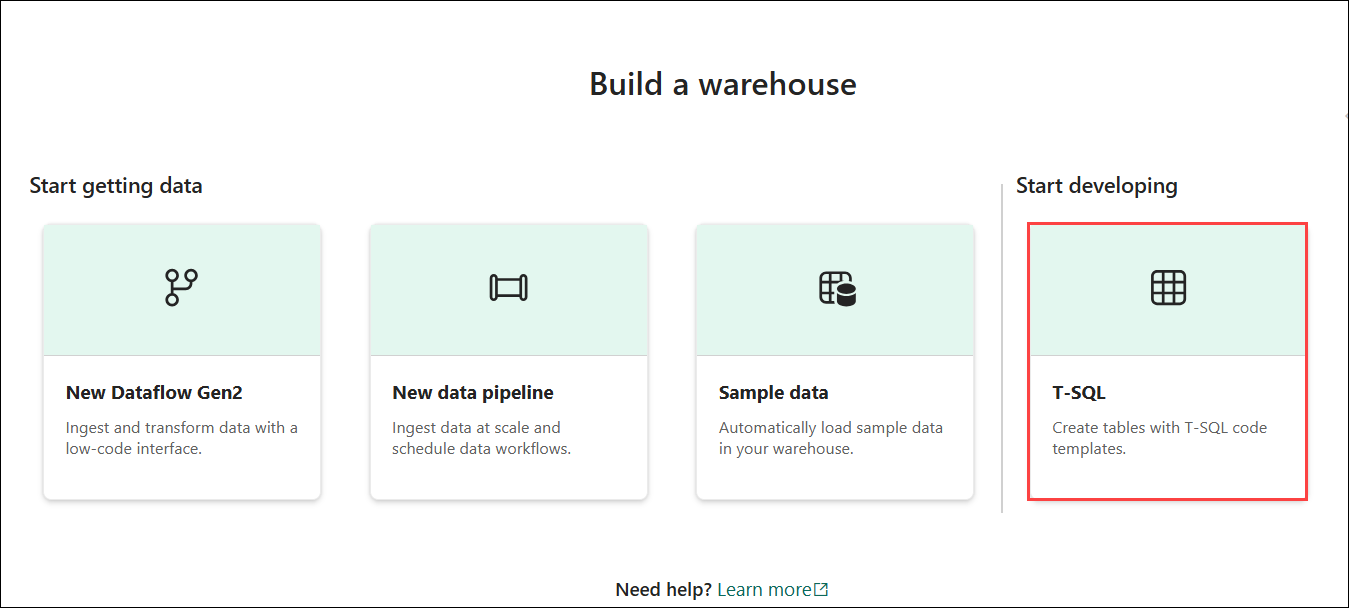 Build a warehouse
Start getting data
New Dataflow Gen2
Ingest and transform data with a
low-code interface.
New data pipeline
Ingest data at scale and
schedule data workflows.
Sample data
Automatically load sample data
in your warehouse.
Start developing
T-SQL
Create tables with T-SQL code
templates.
Need help? Learn more